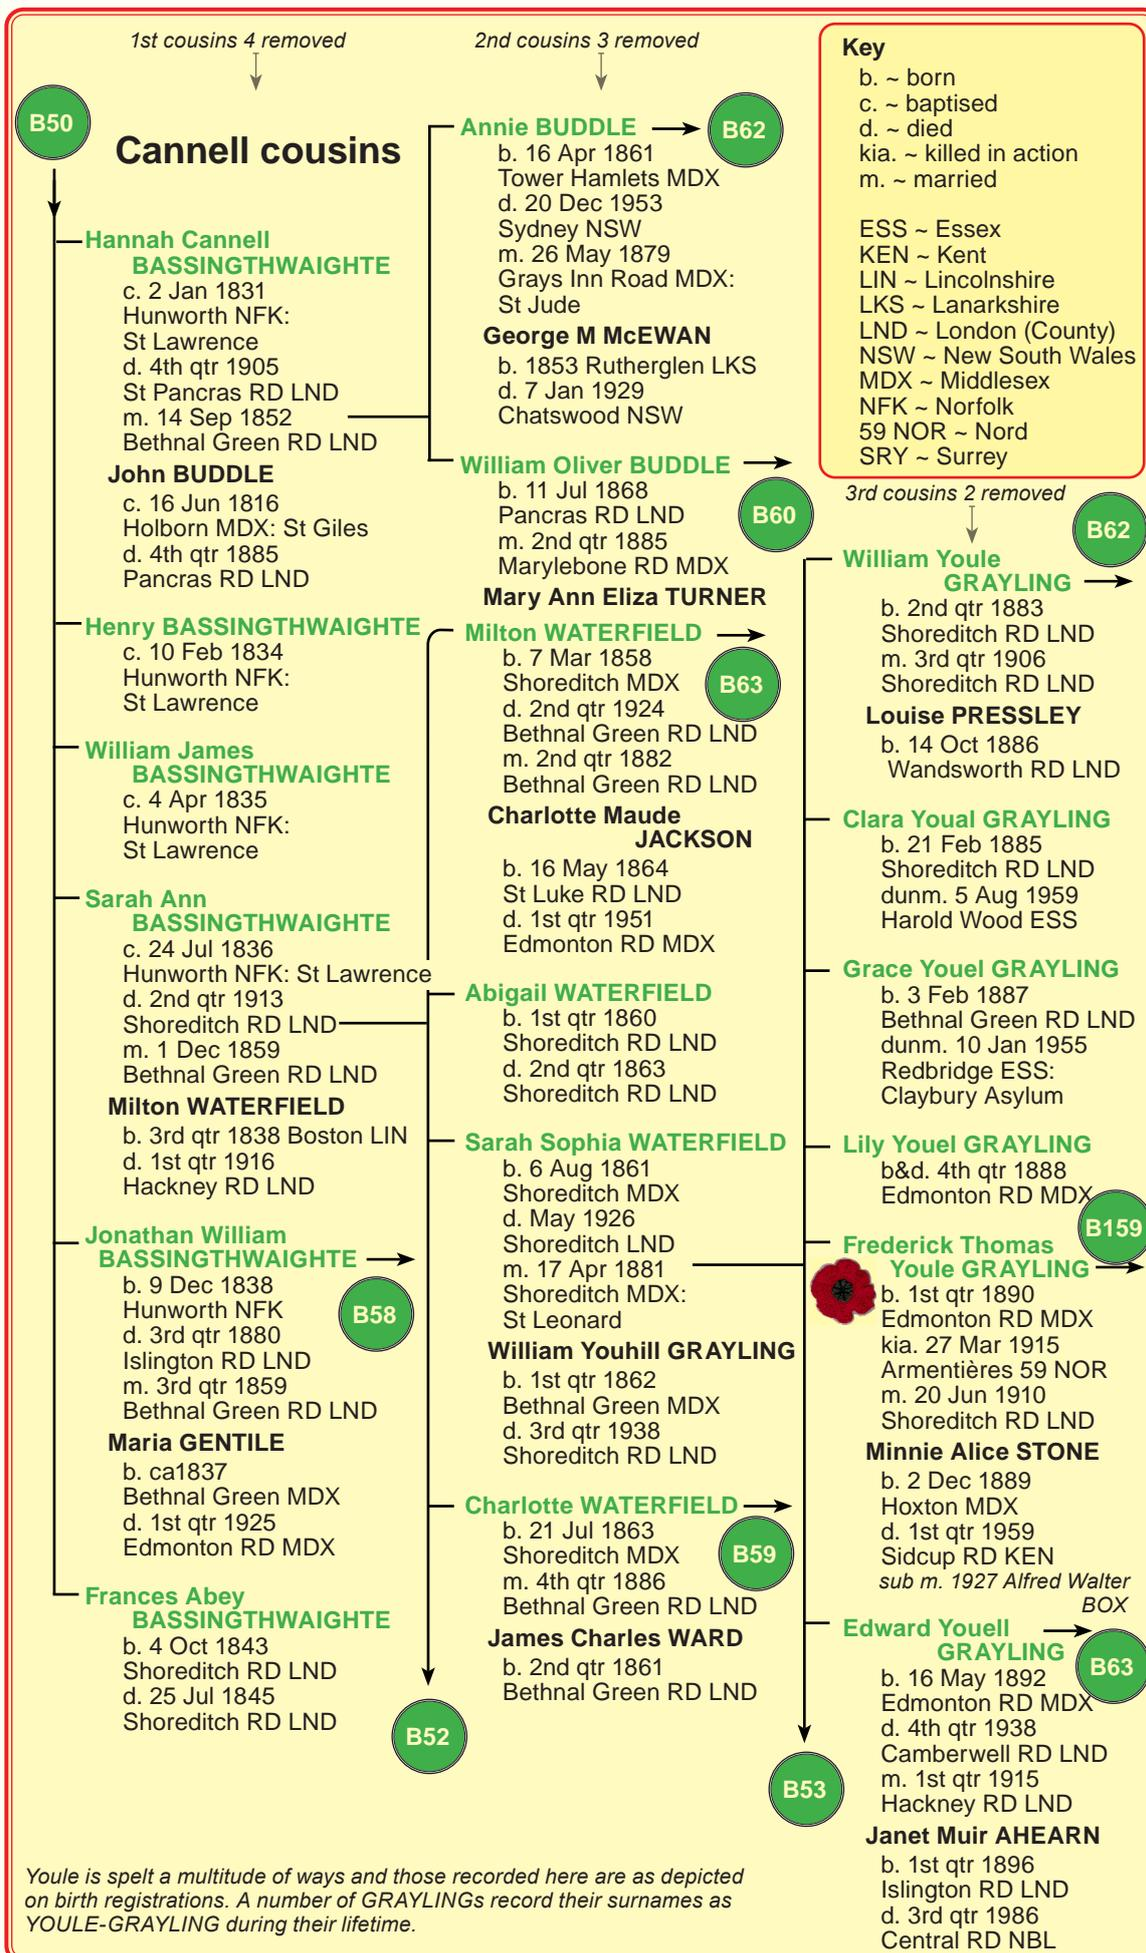 1st cousins 4 removed
B50
Cannell cousins
Hannah Cannell
BASSINGTHWAIGHTE
c. 2 Jan 1831
Hunworth NFK:
St Lawrence
d. 4th qtr 1905
St Pancras RD LND
m. 14 Sep 1852
Bethnal Green RD LND
John BUDDLE
c. 16 Jun 1816
Holborn MDX: St Giles
d. 4th qtr 1885
Pancras RD LND
Henry BASSINGTHWAIGHTE
c. 10 Feb 1834
Hunworth NFK:
St Lawrence
William James
BASSINGTHWAIGHTE
c. 4 Apr 1835
Hunworth NFK:
St Lawrence
Sarah Ann
BASSINGTHWAIGHTE
c. 24 Jul 1836
Hunworth NFK: St Lawrence
d. 2nd qtr 1913
Shoreditch RD LND
m. 1 Dec 1859
Bethnal Green RD LND
Milton WATERFIELD
b. 3rd qtr 1838 Boston LIN
d. 1st qtr 1916
Hackney RD LND
Jonathan William
BASSINGTHWAIGHTE
b. 9 Dec 1838
Hunworth NFK
B58
d. 3rd qtr 1880
Islington RD LND
m. 3rd qtr 1859
Bethnal Green RD LND
Maria GENTILE
b. ca1837
Bethnal Green MDX
d. 1st qtr 1925
Edmonton RD MDX
Frances Abey
BASSINGTHWAIGHTE
b. 4 Oct 1843
Shoreditch RD LND
d. 25 Jul 1845
Shoreditch RD LND
2nd cousins 3 removed
Annie BUDDLE
B62
b. 16 Apr 1861
Tower Hamlets MDX
d. 20 Dec 1953
Sydney NSW
m. 26 May 1879
Grays Inn Road MDX:
St Jude
George M McEWAN
b. 1853 Rutherglen LKS
d. 7 Jan 1929
Chatswood NSW
William Oliver BUDDLE
b. 11 Jul 1868
Pancras RD LND
B60
m. 2nd qtr 1885
Marylebone RD MDX
Mary Ann Eliza TURNER
Milton WATERFIELD
b. 7 Mar 1858
Shoreditch MDX
B63
d. 2nd qtr 1924
Bethnal Green RD LND
m. 2nd qtr 1882
Bethnal Green RD LND
Charlotte Maude
JACKSON
b. 16 May 1864
St Luke RD LND
d. 1st qtr 1951
Edmonton RD MDX
Abigail WATERFIELD
b. 1st qtr 1860
Shoreditch RD LND
d. 2nd qtr 1863
Shoreditch RD LND
Sarah Sophia WATERFIELD
b. 6 Aug 1861
Shoreditch MDX
d. May 1926
Shoreditch LND
m. 17 Apr 1881
Shoreditch MDX:
St Leonard
William Youhill GRAYLING
b. 1st qtr 1862
Bethnal Green MDX
d. 3rd qtr 1938
Shoreditch RD LND
Charlotte WATERFIELD
b. 21 Jul 1863
Shoreditch MDX
B59
m. 4th qtr 1886
Bethnal Green RD LND
James Charles WARD
b. 2nd qtr 1861
Bethnal Green RD LND
B52
Key
b. ~ born
c. ~ baptised
d. ~ died
kia. ~ killed in action
m. ~ married
ESS ~ Essex
KEN ~ Kent
LIN ~ Lincolnshire
LKS ~ Lanarkshire
LND ~ London (County)
NSW ~ New South Wales
MDX ~ Middlesex
NFK ~ Norfolk
59 NOR ~ Nord
SRY ~ Surrey
3rd cousins 2 removed
B62
William Youle
GRAYLING
b. 2nd qtr 1883
Shoreditch RD LND
m. 3rd qtr 1906
Shoreditch RD LND
Louise PRESSLEY
b. 14 Oct 1886
Wandsworth RD LND
Clara Youal GRAYLING
b. 21 Feb 1885
Shoreditch RD LND
dunm. 5 Aug 1959
Harold Wood ESS
Grace Youel GRAYLING
b. 3 Feb 1887
Bethnal Green RD LND
dunm. 10 Jan 1955
Redbridge ESS:
Claybury Asylum
Lily Youel GRAYLING
b&d. 4th qtr 1888
Edmonton RD MDX
B159
Frederick Thomas
Youle GRAYLING
b. 1st qtr 1890
Edmonton RD MDX
kia. 27 Mar 1915
Armentières 59 NOR
m. 20 Jun 1910
Shoreditch RD LND
Minnie Alice STONE
b. 2 Dec 1889
Hoxton MDX
d. 1st qtr 1959
Sidcup RD KEN
sub m. 1927 Alfred Walter
BOX
Edward Youell
GRAYLING
B63
b. 16 May 1892
Edmonton RD MDX
d. 4th qtr 1938
Camberwell RD LND
m. 1st qtr 1915
Hackney RD LND
Janet Muir AHEARN
b. 1st qtr 1896
Islington RD LND
d. 3rd qtr 1986
Central RD NBL
B53
Youle is spelt a multitude of ways and those recorded here are as depicted
on birth registrations. A number of GRAYLINGs record their surnames as
YOULE-GRAYLING during their lifetime.